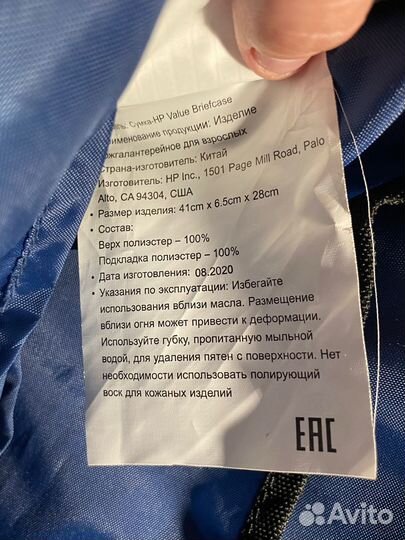 Сумка-HP Value Briefcase
именование продукции: Изделие
кожгалантерейное для взрослых
Страна-изготовитель: Китай
Изготовитель: HP Inc., 1501 Page Mill Road, Palo
Alto, CA 94304, США
• Размер изделия: 41cm x 6.5cm x 28cm
• Состав:
Верх полиэстер – 100%
Подкладка полиэстер – 100%
• Дата изготовления: 08.2020
• Указания по эксплуатации: Избегайте
использования вблизи масла. Размещение
вблизи огня может привести к деформации.
Используйте губку, пропитанную мыльной
водой, для удаления пятен с поверхности. Нет
необходимости использовать полирующий
воск для кожаных изделий
EAC
Avito